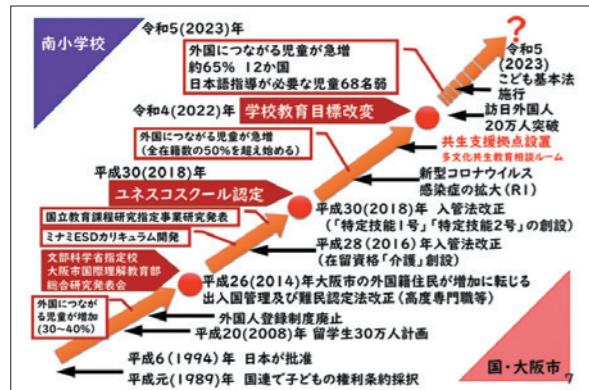 南小学校
令和5(2023)年
外国につながる児童が急増
約65% 12か国
日本語指導が必要な児童68名弱
?
令和5
(2023)
こども基本法
施行
令和4(2022)年
学校教育目標改変
訪日外国人
20万人突破
外国につながる児童が急増
(全在籍数の50%を超え始める)
共生支援拠点設置
多文化共生教育相談ルーム
平成30(2018)年
新型コロナウイルス
感染症の拡大(R1)
ユネスコスクール認定
国立教育課程研究指定事業研究発表
平成30(2018)年 入管法改正
(「特定技能1号」「特定技能2号」の創設)
ミナミESDカリキュラム開発
平成28(2016)年 入管法改正
(在留資格「介護」創設)
文部科学省指定校
大阪市国際理解教育部
総合研究発表会
平成26(2014)年大阪市の外国籍住民が増加に転じる
出入国管理及び難民認定法改正(高度専門職等)
外国につなが
る児童が増加
(30~40%)
外国人登録制度廃止
平成20(2008)年 留学生30万人計画
平成6(1994)年 日本が批准
平成元(1989)年 国連で子どもの権利条約採択
国・大阪市
7